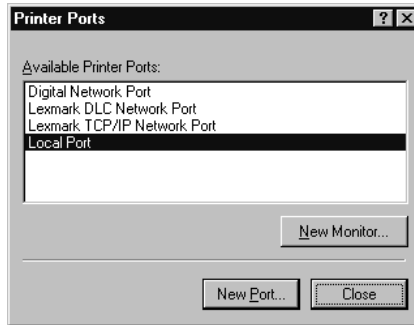 Printer Ports
Available Printer Ports:
Digital Network Port
Lexmark DLC Network Port
Lexmark TCP/IP Network Port
Local Port
New Monitor...
New Port...
Close